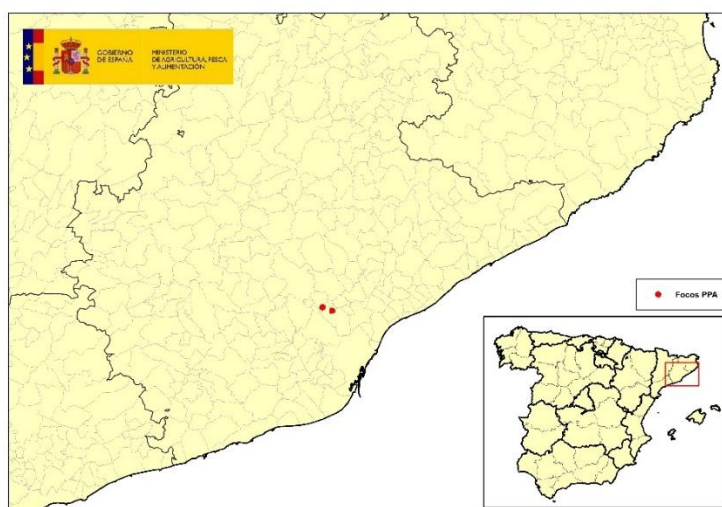 GOBIERNO
DE ESPAÑA
MINISTERIO
DE AGRICULTURA, PESCA
Y ALIMENTACIÓN
Focos PPA